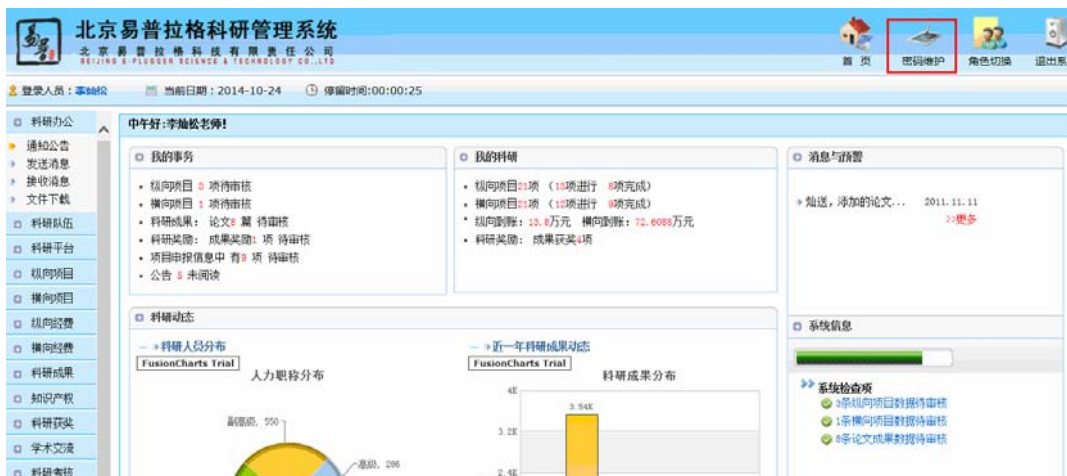 易普
北京易普拉格科研管理系统
北京易普拉格科技有限责任公司
BEIJING E-PLUGGER SCIENCE & TECHNOLOGY CO.,LTD
首 页
密码维护
角色切换
退出系
登录人员：李灿松
当前日期：2014-10-24
停留时间:00:00:25
科研办公
通知公告
发送消息
接收消息
文件下载
科研队伍
科研平台
纵向项目
横向项目
纵向经费
横向经费
科研成果
知识产权
科研获奖
学术交流
科研考核
中午好:李灿松老师!
我的事务
纵向项目 3 项待审核
横向项目 1 项待审核
科研成果： 论文8 篇 待审核
科研奖励： 成果奖励1 项 待审核
项目申报信息中 有9 项 待审核
公告 5 未阅读
我的科研
纵向项目21项 （13项进行 8项完成）
横向项目21项 （12项进行 9项完成）
纵向到账：13.8万元 横向到账：72.6088万元
科研奖励： 成果获奖4项
消息与预警
灿送，添加的论文... 2011.11.11
>>更多
科研动态
科研人员分布
FusionCharts Trial
人力职称分布
副高级, 550
高级, 286
近一年科研成果动态
FusionCharts Trial
科研成果分布
4K
3.94K
3.2K
2.4K
系统信息
系统检查项
3条纵向项目数据待审核
1条横向项目数据待审核
8条论文成果数据待审核